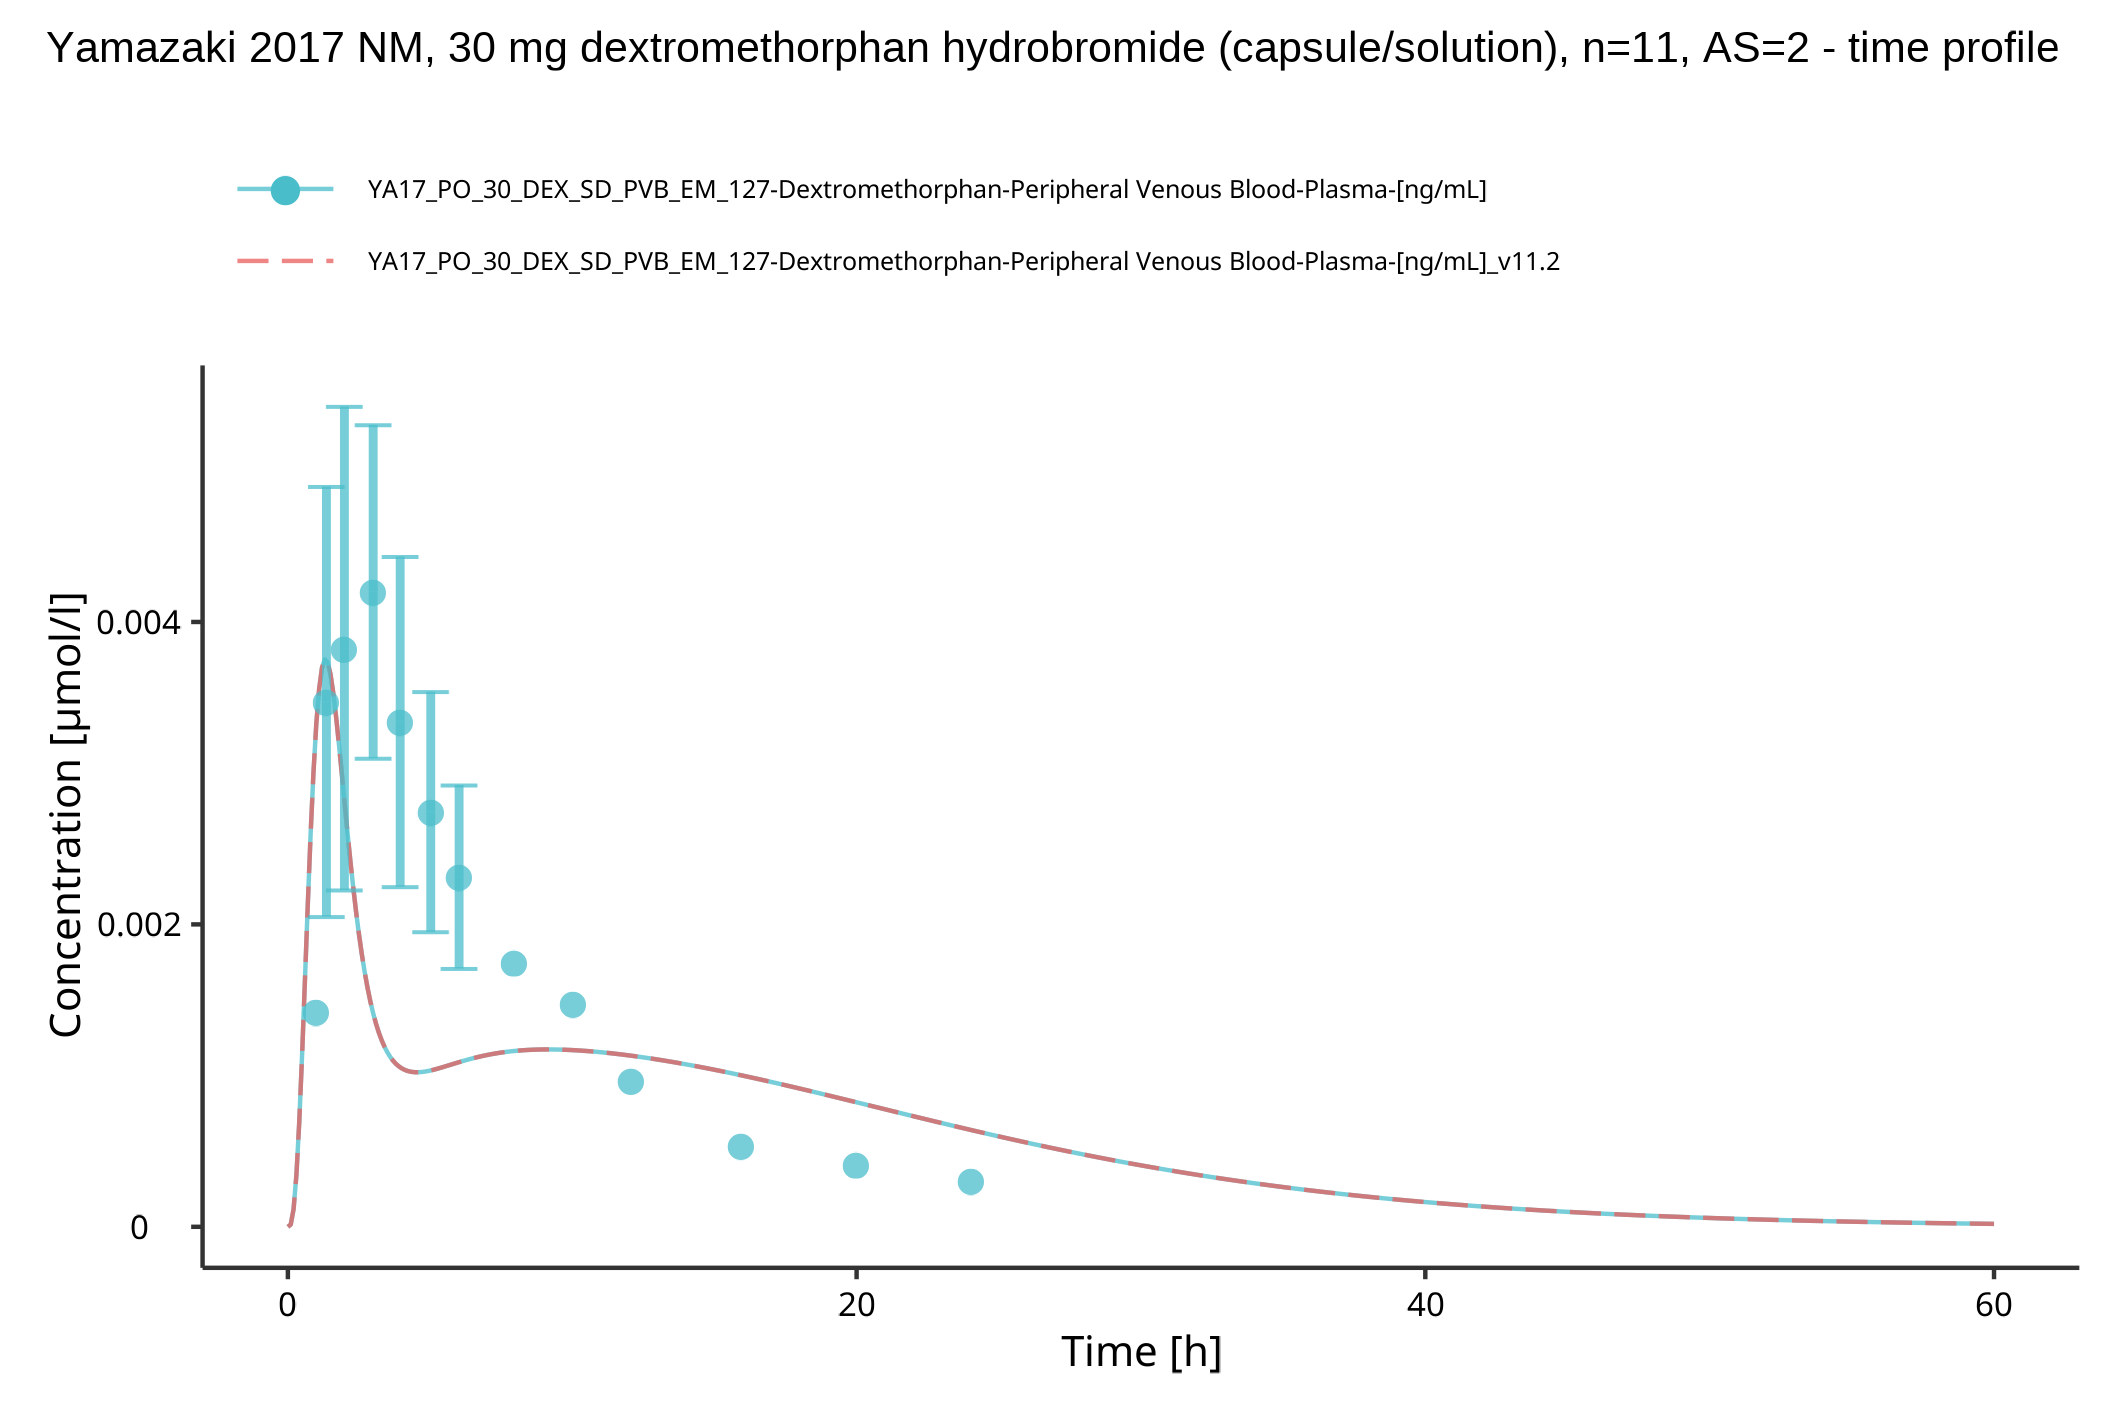 Yamazaki 2017 NM, 30 mg dextromethorphan hydrobromide (capsule/solution), n=11, AS=2 - time profile
YA17_PO_30_DEX_SD_PVB_EM_127-Dextromethorphan-Peripheral Venous Blood-Plasma-[ng/mL]
YA17_PO_30_DEX_SD_PVB_EM_127-Dextromethorphan-Peripheral Venous Blood-Plasma-[ng/mL]_v11.2
Concentration [µmol/l]
0.004
0.002
0
0
20
40
60
Time [h]